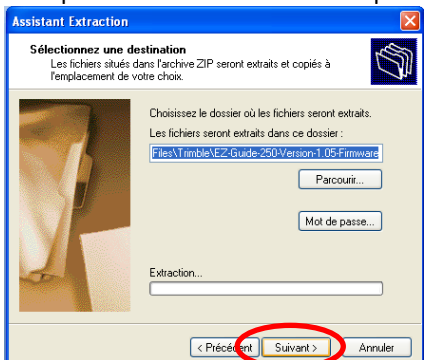 Assistant Extraction
Sélectionnez une destination
Les fichiers situés dans l'archive ZIP seront extraits et copiés à
l'emplacement de votre choix.
Choisissez le dossier où les fichiers seront extraits.
Les fichiers seront extraits dans ce dossier :
Files\Trimble\EZ-Guide-250-Version-1.05-Firmware
Parcourir...
Mot de passe...
Extraction...
< Précédent Suivant > Annuler